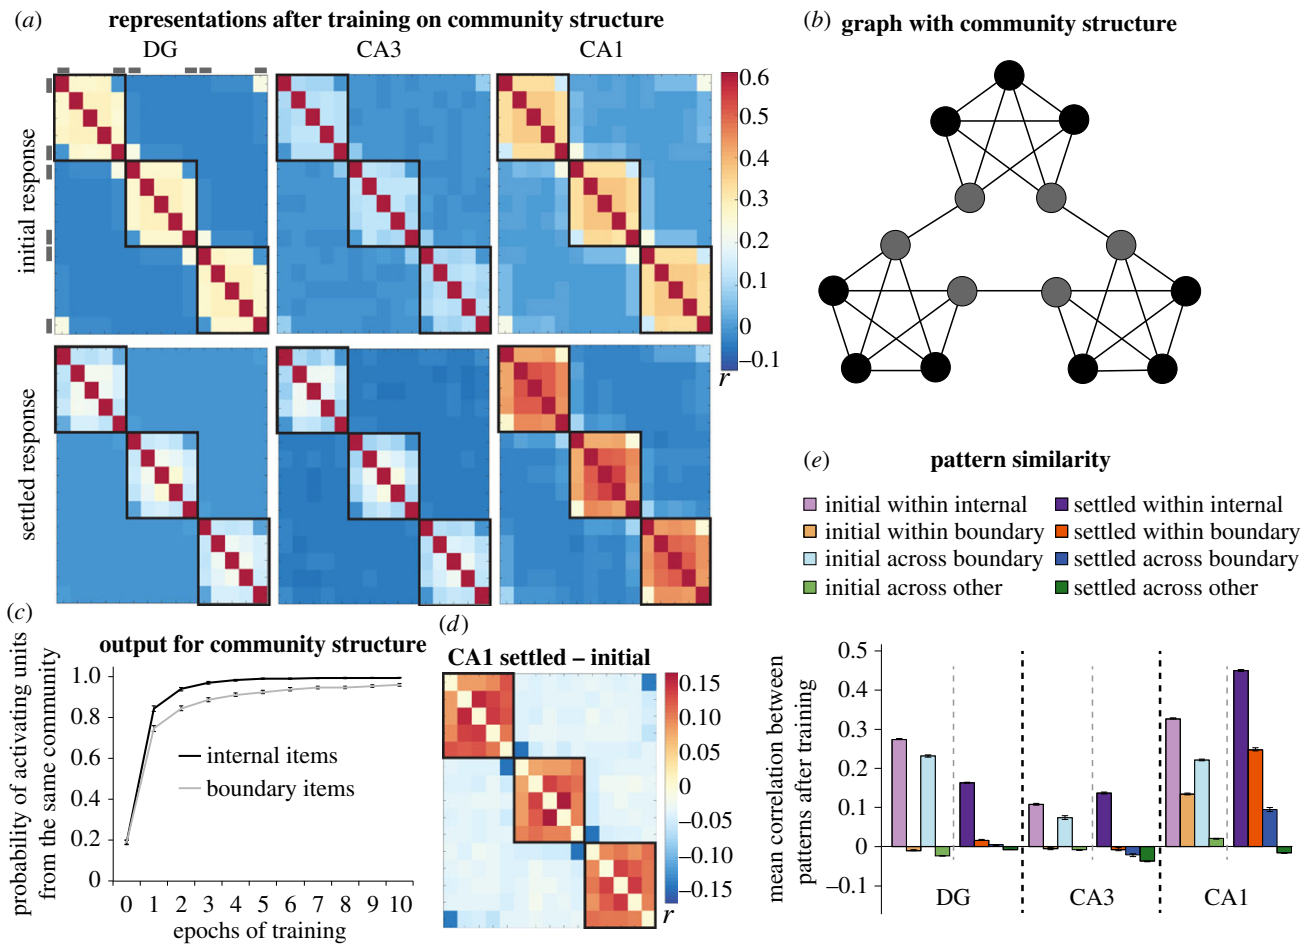 (a) representations after training on community structure
DG CA3 CA1
initial response
settled response
0.6
0.5
0.4
0.3
0.2
0.1
0
–0.1
r
(b) graph with community structure
(c) output for community structure
probability of activating units
from the same community
1.0
0.8
0.6
0.4
0.2
0
internal items
boundary items
0 1 2 3 4 5 6 7 8 9 10
epochs of training
(d)
CA1 settled – initial
0.15
0.10
0.05
0
–0.05
–0.10
–0.15
r
(e) pattern similarity
initial within internal settled within internal
initial within boundary settled within boundary
initial across boundary settled across boundary
initial across other settled across other
mean correlation between
patterns after training
0.5
0.4
0.3
0.2
0.1
0
–0.1
DG CA3 CA1